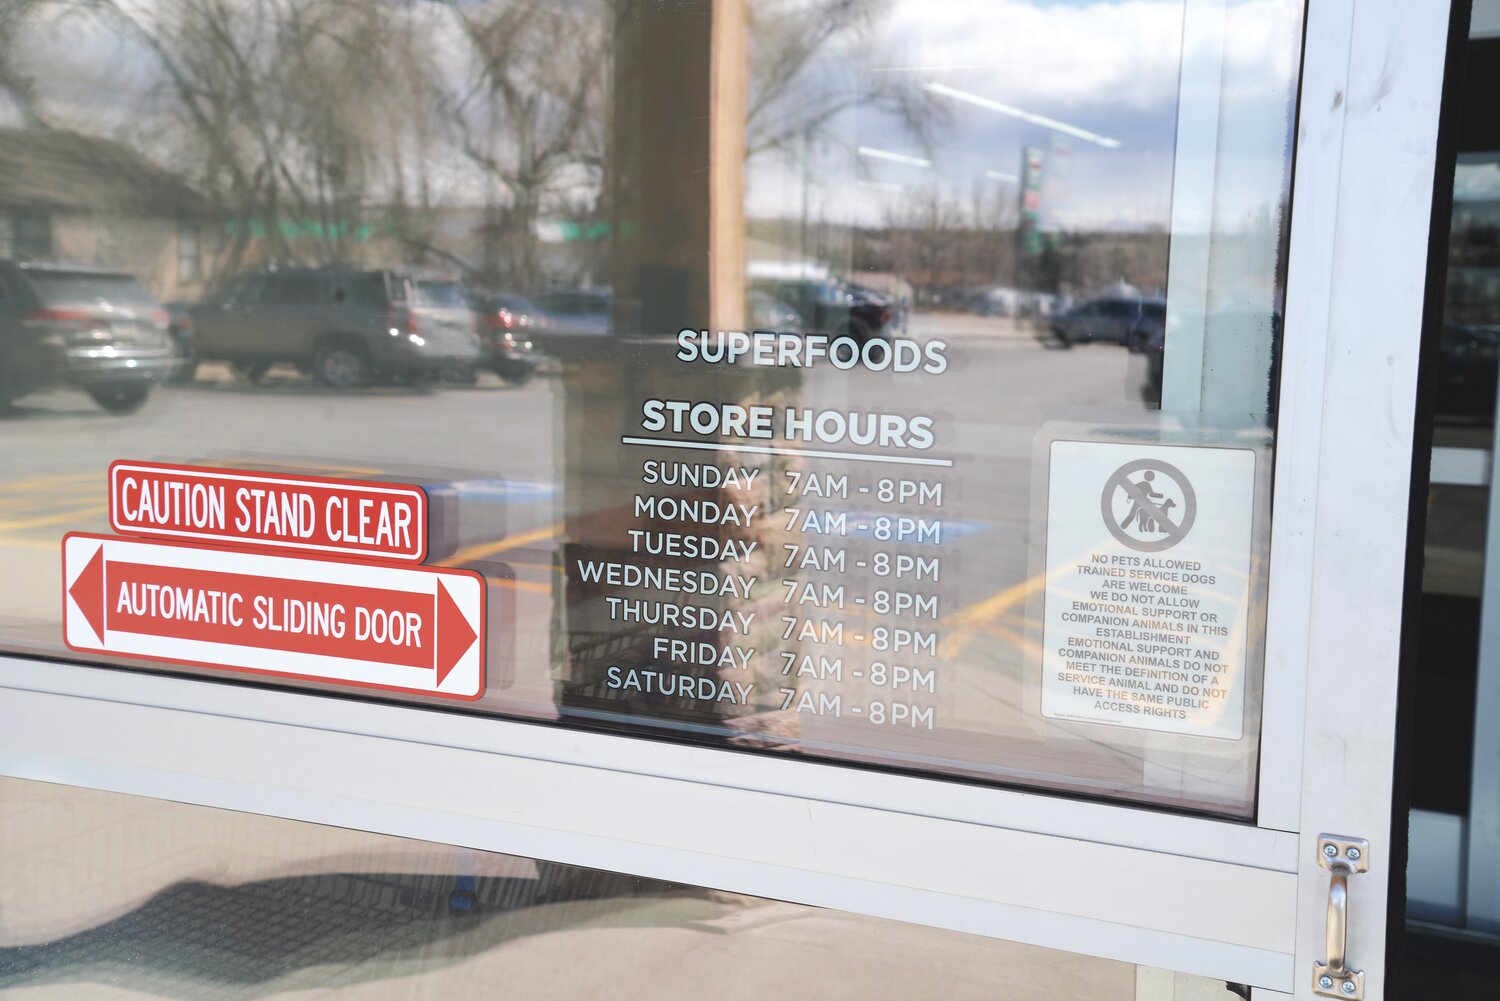 SUPERFOODS
STORE HOURS
SUNDAY 7AM - 8PM
MONDAY 7AM - 8PM
TUESDAY 7AM - 8PM
WEDNESDAY 7AM - 8PM
THURSDAY 7AM - 8PM
FRIDAY 7AM - 8PM
SATURDAY 7AM - 8PM
CAUTION STAND CLEAR
AUTOMATIC SLIDING DOOR
NO PETS ALLOWED
TRAINED SERVICE DOGS
ARE WELCOME
WE DO NOT ALLOW
EMOTIONAL SUPPORT OR
COMPANION ANIMALS IN THIS
ESTABLISHMENT
EMOTIONAL SUPPORT AND
COMPANION ANIMALS DO NOT
MEET THE DEFINITION OF A
SERVICE ANIMAL AND DO NOT
HAVE THE SAME PUBLIC
ACCESS RIGHTS